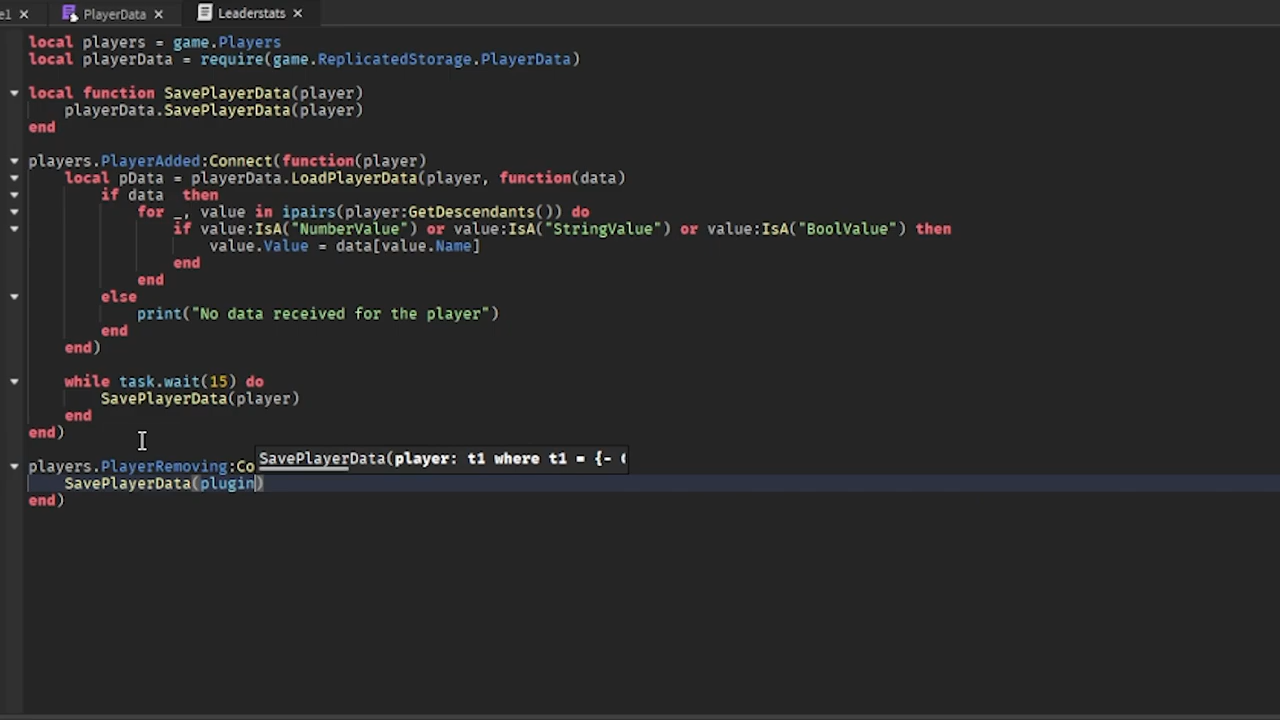 el × PlayerData × Leaderstats ×
local players = game.Players
local playerData = require(game.ReplicatedStorage.PlayerData)
local function SavePlayerData(player)
playerData.SavePlayerData(player)
end
players.PlayerAdded:Connect(function(player)
local pData = playerData.LoadPlayerData(player, function(data)
if data  then
for _, value in ipairs(player:GetDescendants()) do
if value:IsA("NumberValue") or value:IsA("StringValue") or value:IsA("BoolValue") then
value.Value = data[value.Name]
end
end
else
print("No data received for the player")
end
end)
while task.wait(15) do
SavePlayerData(player)
end
end)
players.PlayerRemoving:Co
SavePlayerData(player: t1 where t1 = {-
SavePlayerData(plugin)
end)